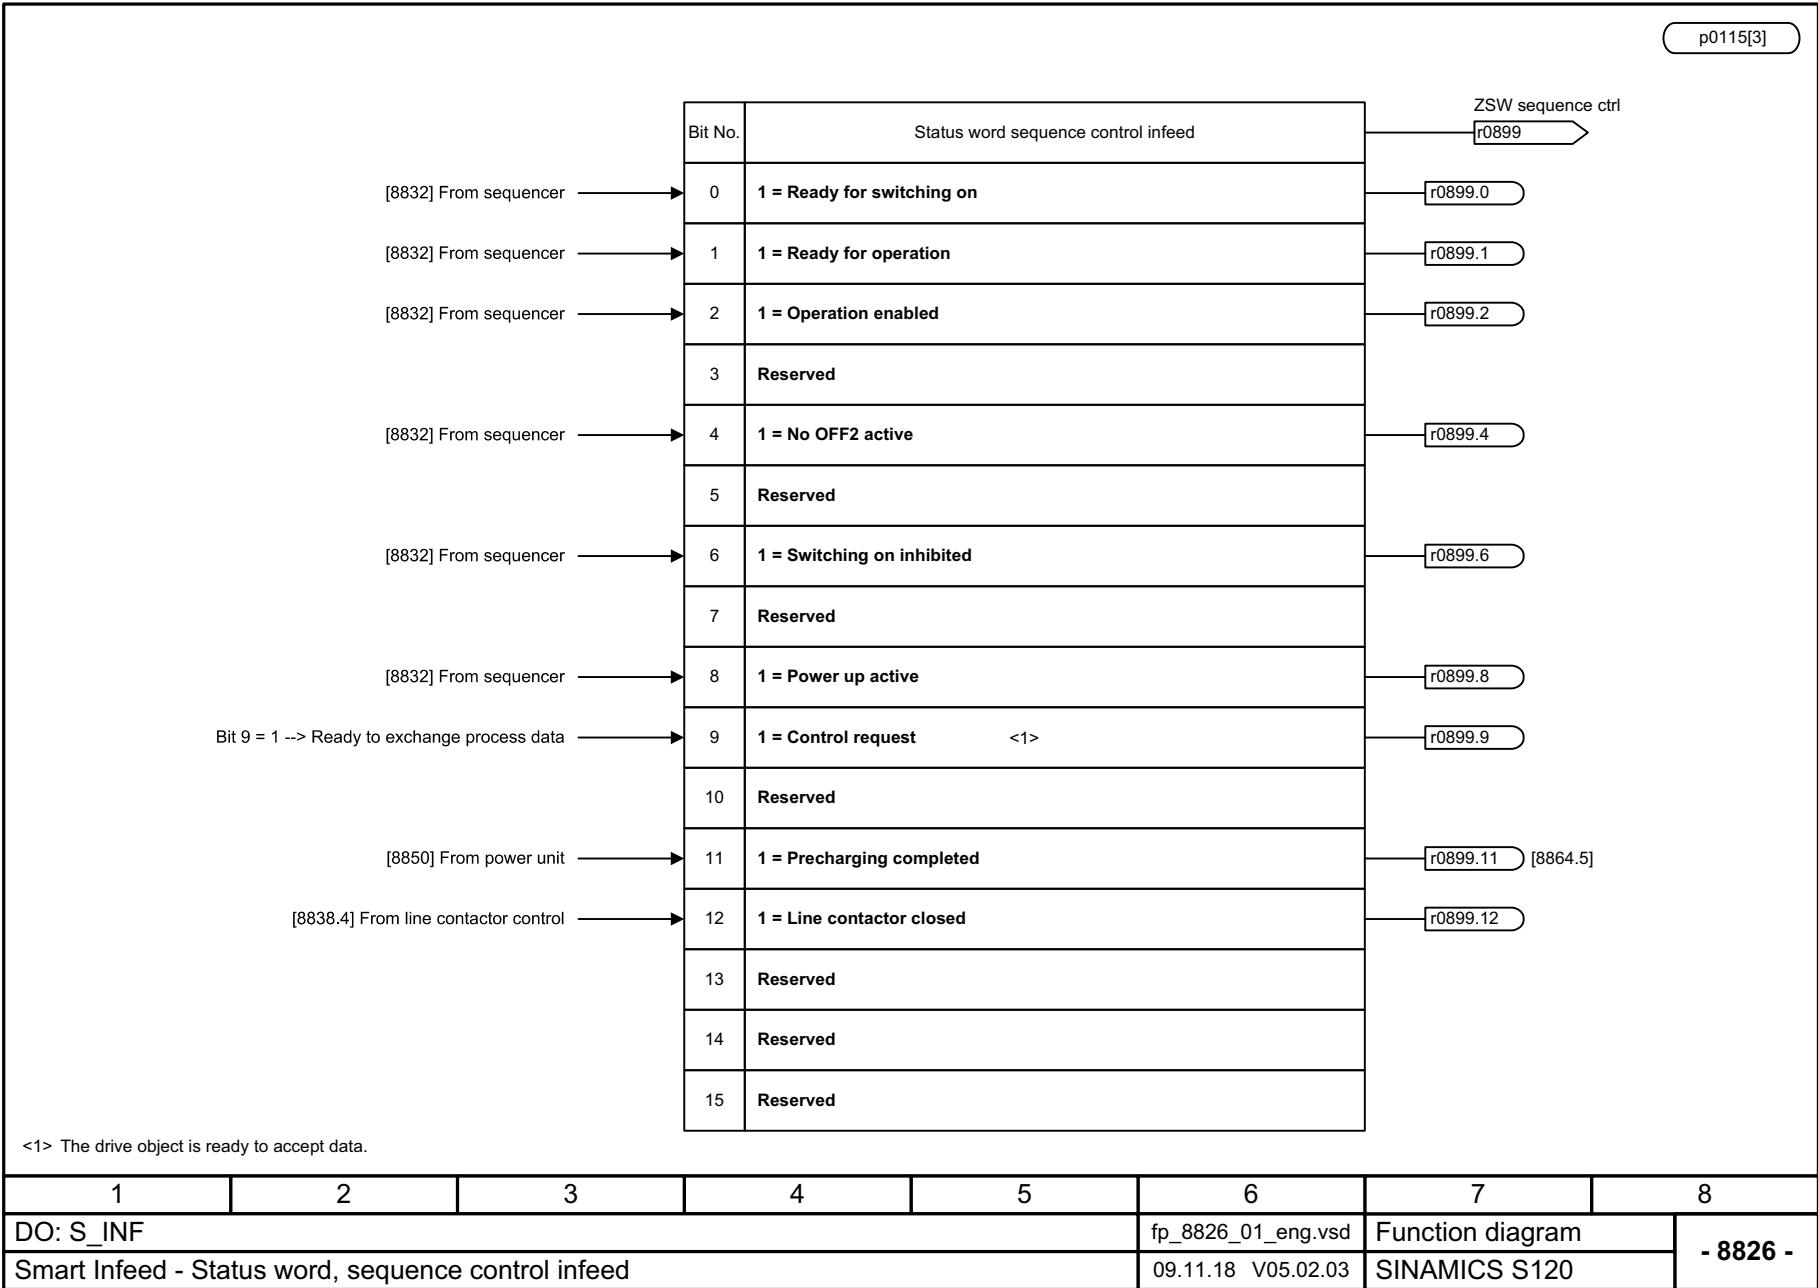 p0115[3]
ZSW sequence ctrl
Bit No. Status word sequence control infeed r0899
[8832] From sequencer 0 1 = Ready for switching on r0899.0
[8832] From sequencer 1 1 = Ready for operation r0899.1
[8832] From sequencer 2 1 = Operation enabled r0899.2
3 Reserved
[8832] From sequencer 4 1 = No OFF2 active r0899.4
5 Reserved
[8832] From sequencer 6 1 = Switching on inhibited r0899.6
7 Reserved
[8832] From sequencer 8 1 = Power up active r0899.8
Bit 9 = 1 --> Ready to exchange process data 9 1 = Control request <1> r0899.9
10 Reserved
[8850] From power unit 11 1 = Precharging completed r0899.11 [8864.5]
[8838.4] From line contactor control 12 1 = Line contactor closed r0899.12
13 Reserved
14 Reserved
15 Reserved
<1> The drive object is ready to accept data.
1 2 3 4 5 6 7 8
DO: S_INF fp_8826_01_eng.vsd Function diagram - 8826 -
Smart Infeed - Status word, sequence control infeed 09.11.18 V05.02.03 SINAMICS S120